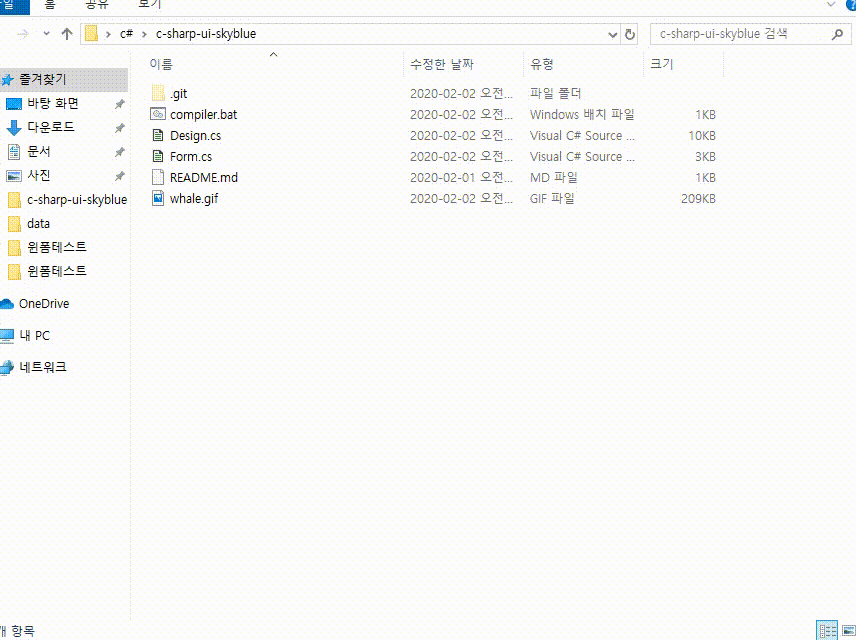 일 홈 공유 보기
c# › c-sharp-ui-skyblue
c-sharp-ui-skyblue 검색
이름 수정한 날짜 유형 크기
즐겨찾기
바탕 화면
다운로드
문서
사진
c-sharp-ui-skyblue
data
윈폼테스트
윈폼테스트
OneDrive
내 PC
네트워크
.git 2020-02-02 오전... 파일 폴더
compiler.bat 2020-02-02 오전... Windows 배치 파일 1KB
Design.cs 2020-02-02 오전... Visual C# Source ... 10KB
Form.cs 2020-02-02 오전... Visual C# Source ... 3KB
README.md 2020-02-01 오전... MD 파일 1KB
whale.gif 2020-02-02 오전... GIF 파일 209KB
개 항목